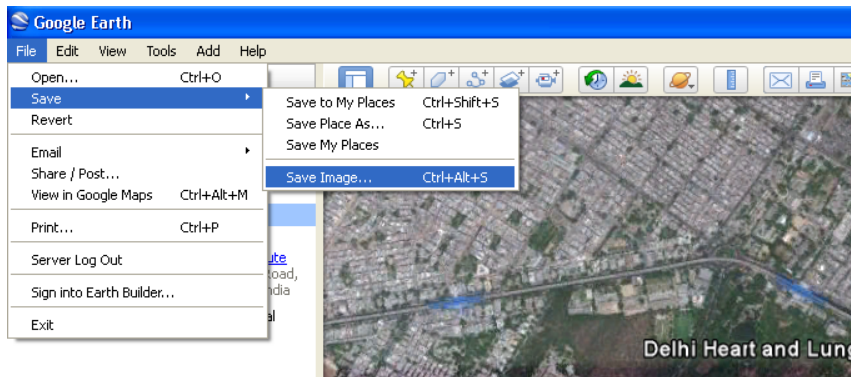 Google Earth
File Edit View Tools Add Help
Open... Ctrl+O
Save
Revert
Email
Share / Post...
View in Google Maps Ctrl+Alt+M
Print... Ctrl+P
Server Log Out
Sign into Earth Builder...
Exit
Save to My Places Ctrl+Shift+S
Save Place As... Ctrl+S
Save My Places
Save Image... Ctrl+Alt+S
Delhi Heart and Lung